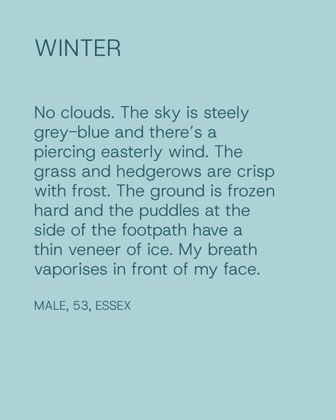 WINTER
No clouds. The sky is steely
grey–blue and there's a
piercing easterly wind. The
grass and hedgerows are crisp
with frost. The ground is frozen
hard and the puddles at the
side of the footpath have a
thin veneer of ice. My breath
vaporises in front of my face.
MALE, 53, ESSEX